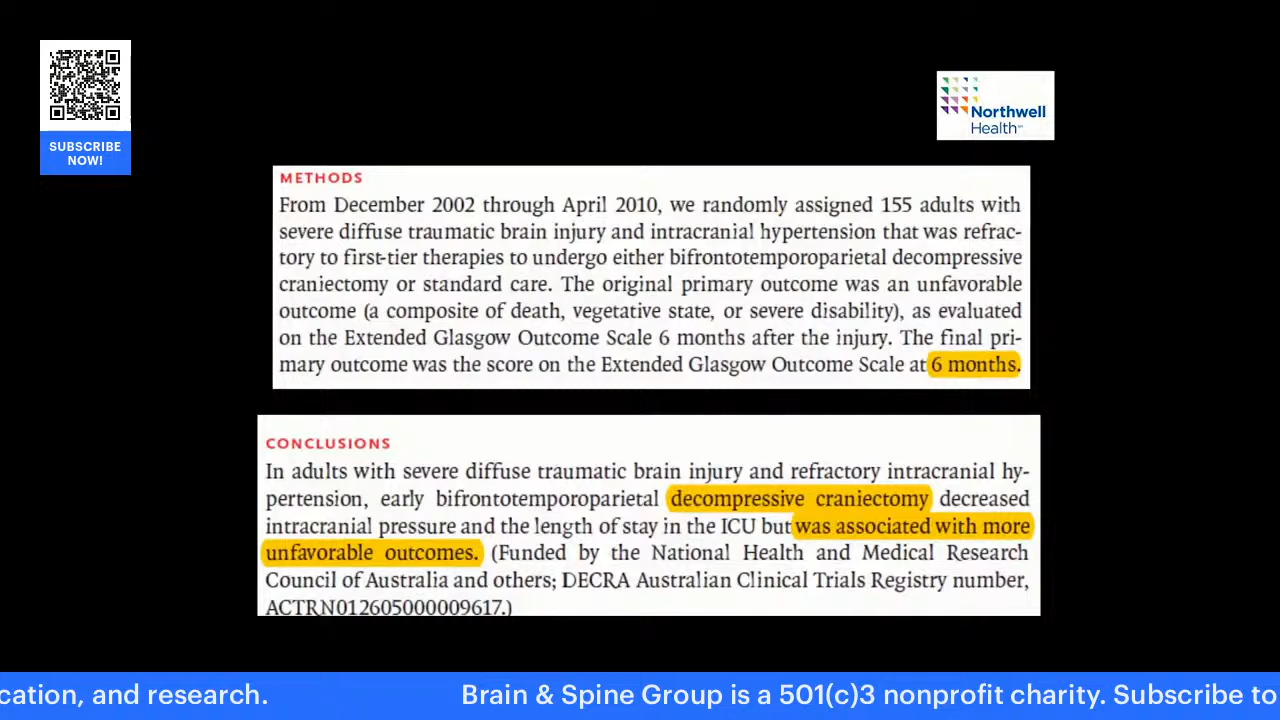 SUBSCRIBE
NOW!
Northwell
Health℠
METHODS
From December 2002 through April 2010, we randomly assigned 155 adults with
severe diffuse traumatic brain injury and intracranial hypertension that was refrac-
tory to first-tier therapies to undergo either bifrontotemporoparietal decompressive
craniectomy or standard care. The original primary outcome was an unfavorable
outcome (a composite of death, vegetative state, or severe disability), as evaluated
on the Extended Glasgow Outcome Scale 6 months after the injury. The final pri-
mary outcome was the score on the Extended Glasgow Outcome Scale at 6 months.
CONCLUSIONS
In adults with severe diffuse traumatic brain injury and refractory intracranial hy-
pertension, early bifrontotemporoparietal decompressive craniectomy decreased
intracranial pressure and the length of stay in the ICU but was associated with more
unfavorable outcomes. (Funded by the National Health and Medical Research
Council of Australia and others; DECRA Australian Clinical Trials Registry number,
ACTRN012605000009617.)
cation, and research. Brain & Spine Group is a 501(c)3 nonprofit charity. Subscribe to